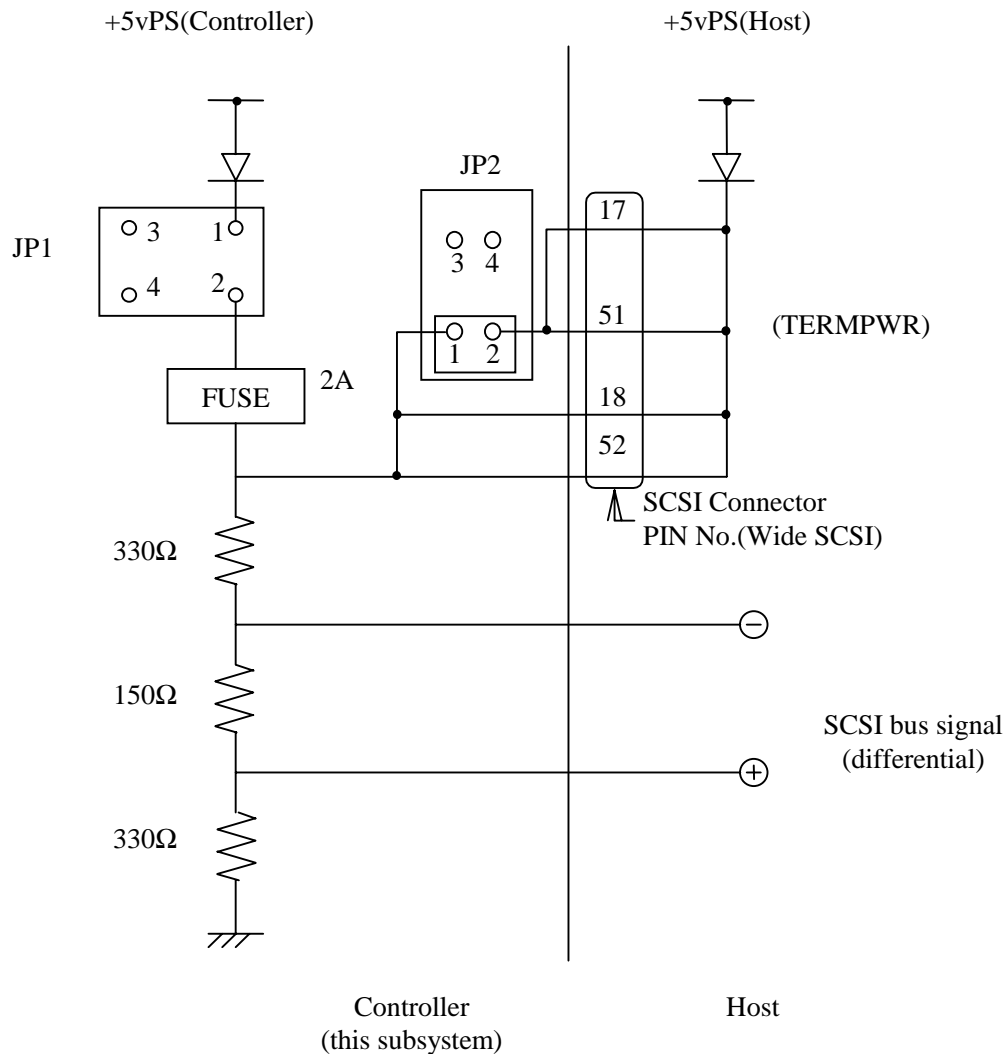 +5vPS(Controller)
+5vPS(Host)
JP2
JP1
3
1
4
2
3
4
1
2
17
51
18
52
(TERMPWR)
FUSE
2A
SCSI Connector
PIN No.(Wide SCSI)
330Ω
−
150Ω
SCSI bus signal
(differential)
+
330Ω
Controller
(this subsystem)
Host